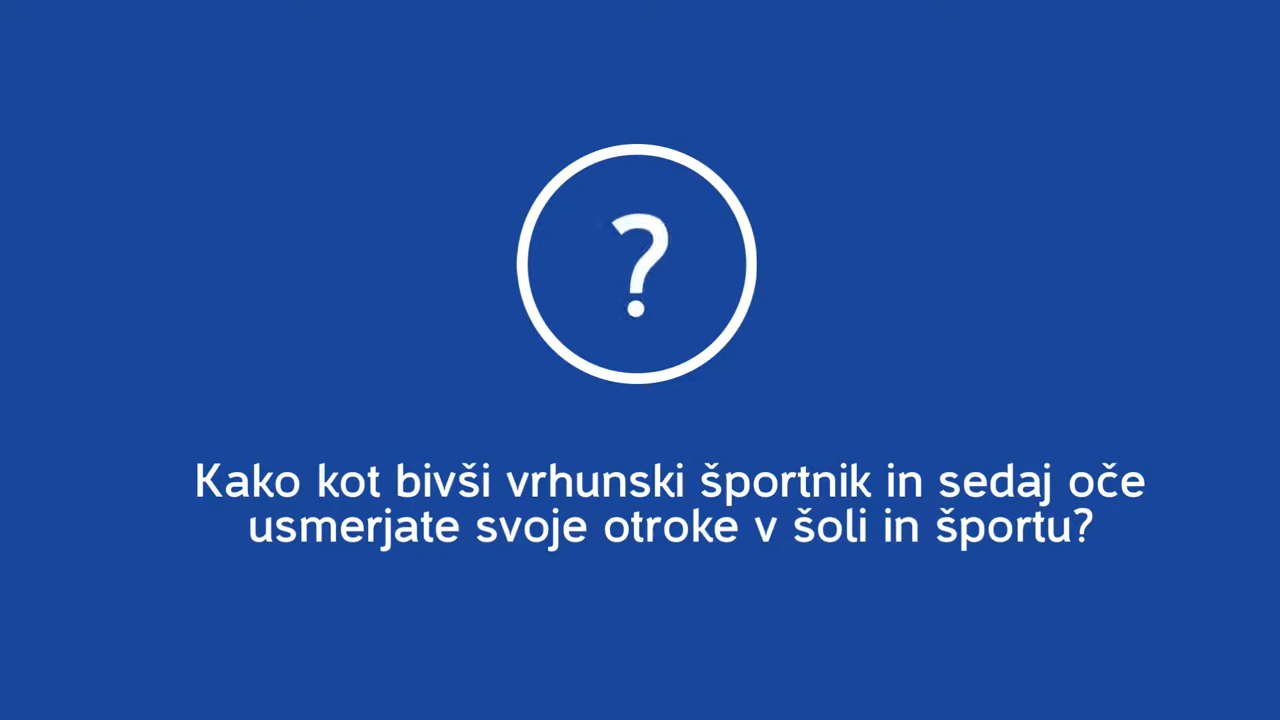 ?
Kako kot bivši vrhunski športnik in sedaj oče
usmerjate svoje otroke v šoli in športu?